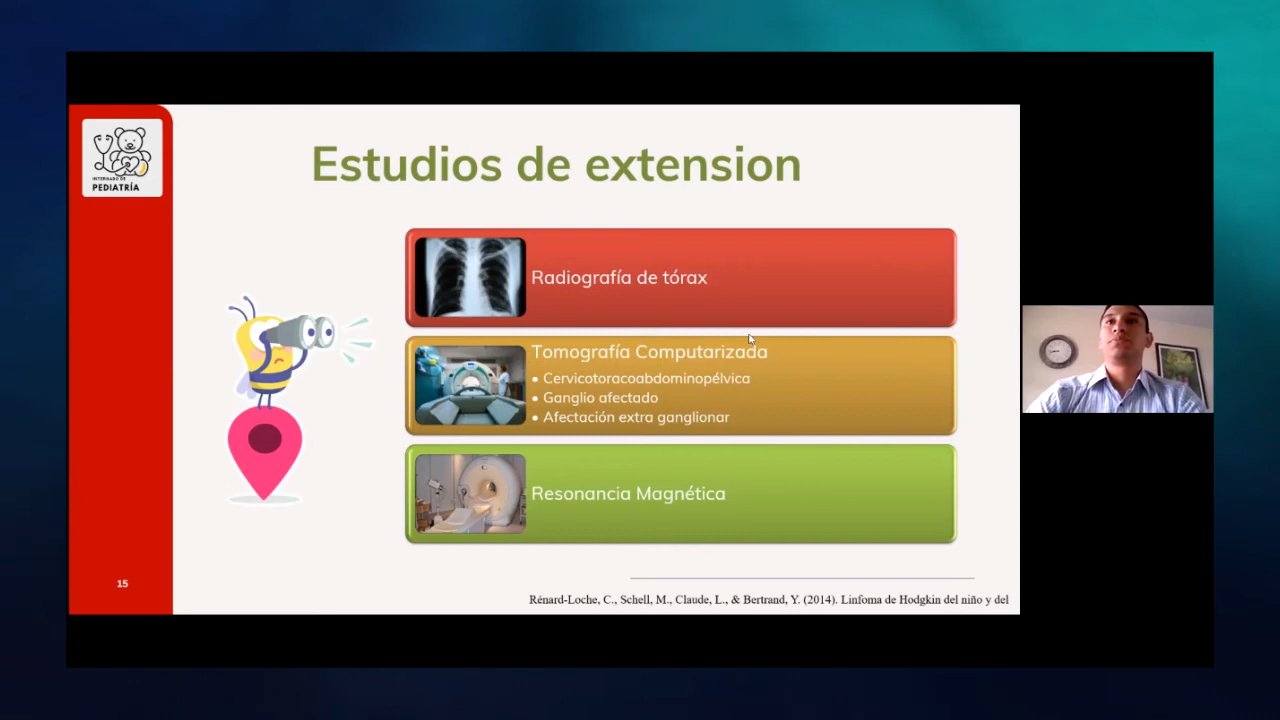 INTERNADO DE
PEDIATRÍA
Estudios de extension
Radiografía de tórax
Tomografía Computarizada
• Cervicotoracoabdominopélvica
• Ganglio afectado
• Afectación extra ganglionar
Resonancia Magnética
15
Rénard-Loche, C., Schell, M., Claude, L., & Bertrand, Y. (2014). Linfoma de Hodgkin del niño y del